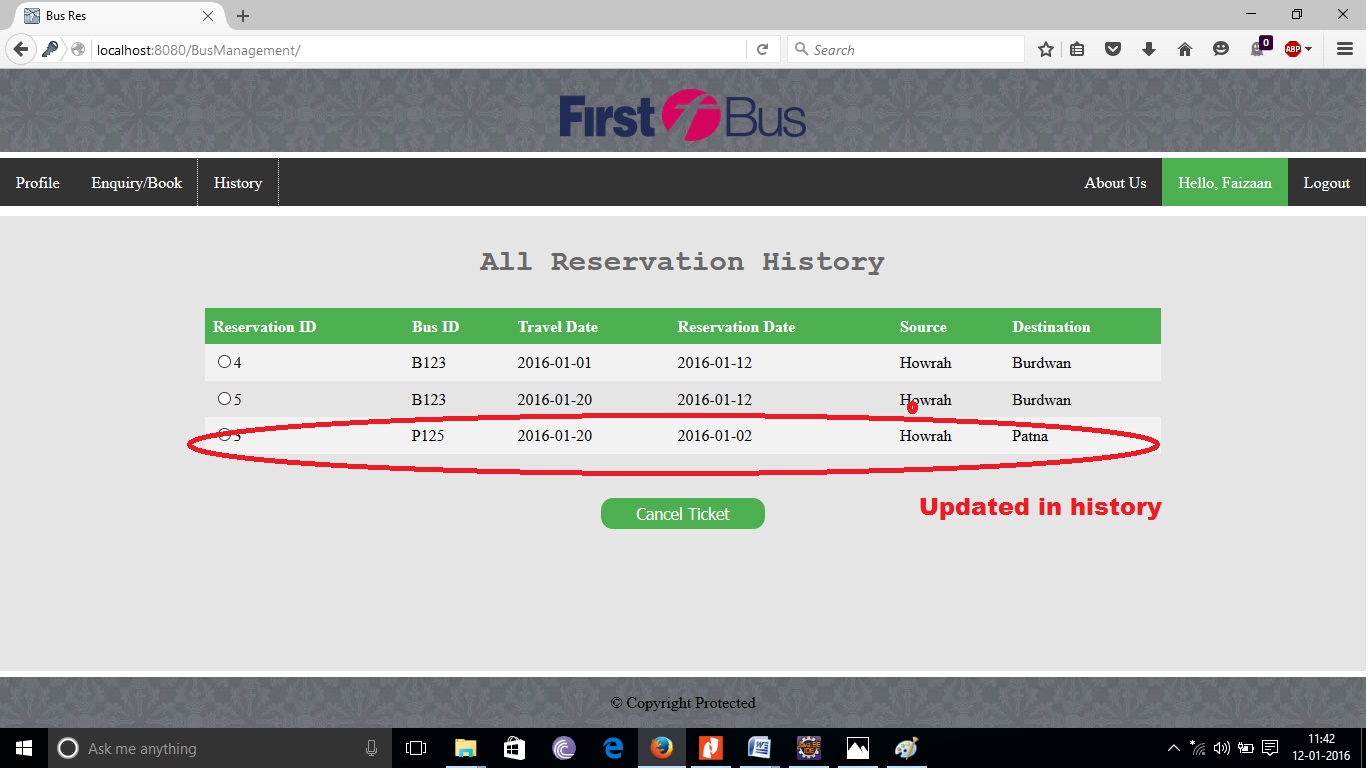 Bus Res
localhost:8080/BusManagement/
Search
0
ABP
First Bus
Profile Enquiry/Book History About Us Hello, Faizaan Logout
All Reservation History
Reservation ID Bus ID Travel Date Reservation Date Source Destination
4 B123 2016-01-01 2016-01-12 Howrah Burdwan
5 B123 2016-01-20 2016-01-12 Howrah Burdwan
3 P125 2016-01-20 2016-01-02 Howrah Patna
Cancel Ticket
Updated in history
© Copyright Protected
Ask me anything
11:42
12-01-2016